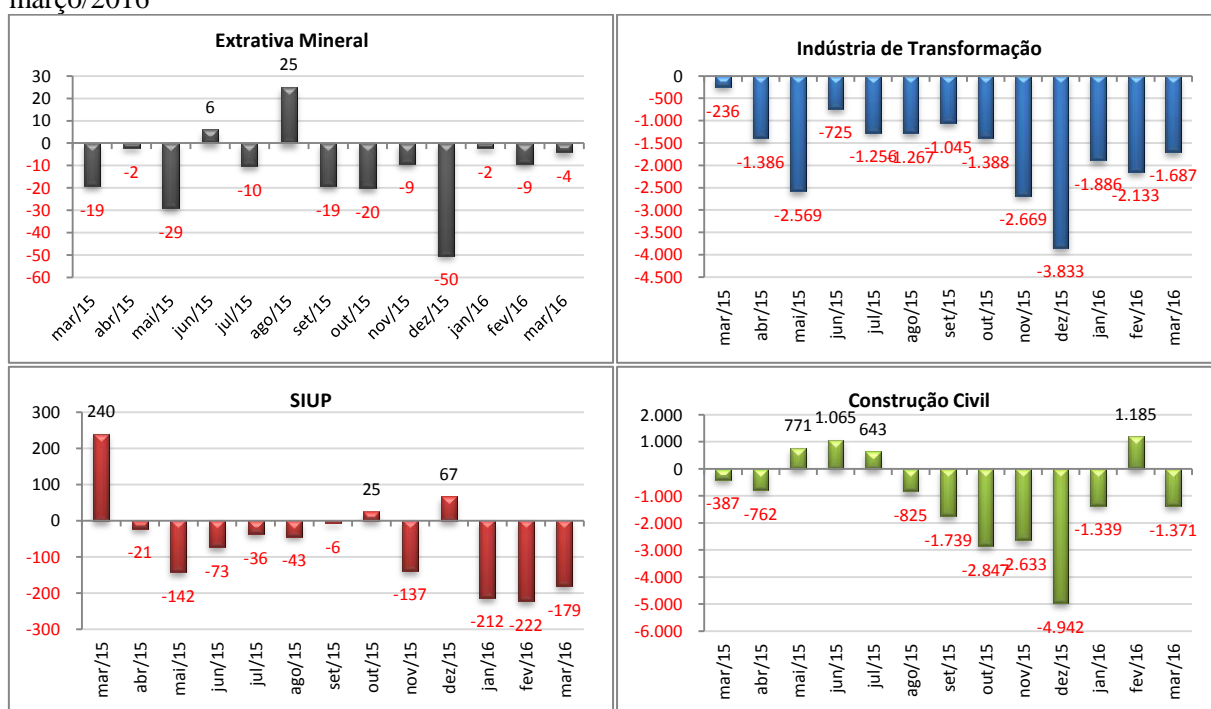 março/2016
Extrativa Mineral
30
20
10
0
-10
-20
-30
-40
-50
-60
-19
-2
-29
6
-10
25
-19
-20
-9
-50
-2
-9
-4
mar/15
abr/15
mai/15
jun/15
jul/15
ago/15
set/15
out/15
nov/15
dez/15
jan/16
fev/16
mar/16
Indústria de Transformação
0
-500
-1.000
-1.500
-2.000
-2.500
-3.000
-3.500
-4.000
-4.500
-236
-1.386
-2.569
-725
-1.256
-1.267
-1.045
-1.388
-2.669
-3.833
-1.886
-2.133
-1.687
mar/15
abr/15
mai/15
jun/15
jul/15
ago/15
set/15
out/15
nov/15
dez/15
jan/16
fev/16
mar/16
SIUP
300
200
100
0
-100
-200
-300
240
-21
-142
-73
-36
-43
-6
25
-137
67
-212
-222
-179
mar/15
abr/15
mai/15
jun/15
jul/15
ago/15
set/15
out/15
nov/15
dez/15
jan/16
fev/16
mar/16
Construção Civil
2.000
1.000
0
-1.000
-2.000
-3.000
-4.000
-5.000
-6.000
-387
-762
771
1.065
643
-825
-1.739
-2.847
-2.633
-4.942
-1.339
1.185
-1.371
mar/15
abr/15
mai/15
jun/15
jul/15
ago/15
set/15
out/15
nov/15
dez/15
jan/16
fev/16
mar/16